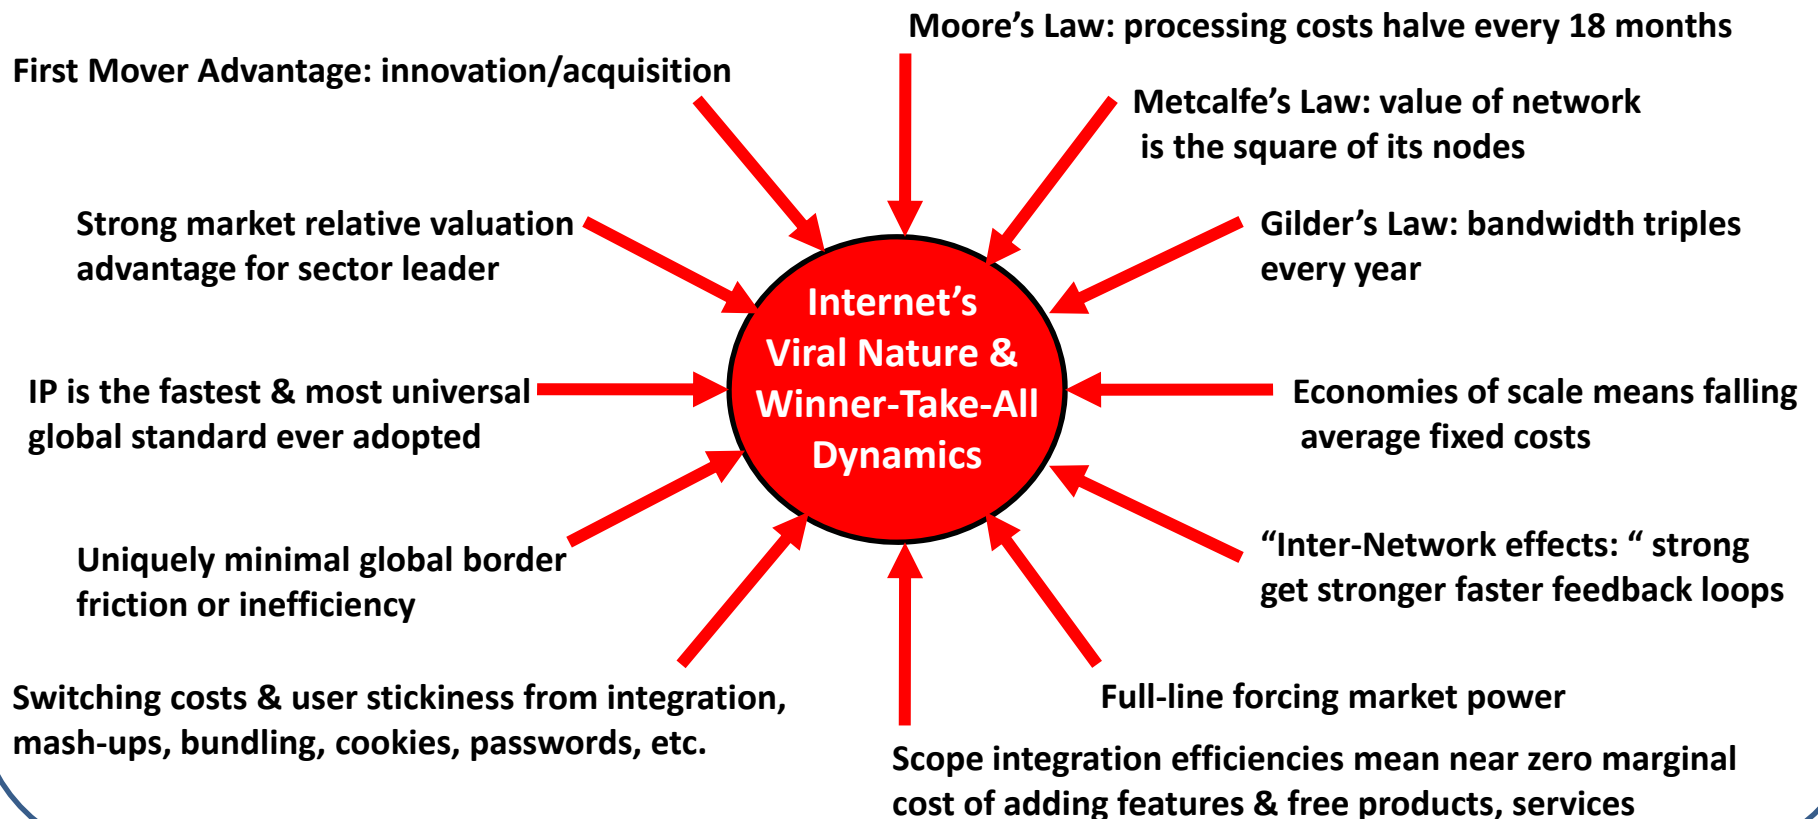 Moore’s Law: processing costs halve every 18 months
First Mover Advantage: innovation/acquisition
Metcalfe’s Law: value of network
is the square of its nodes
Strong market relative valuation
advantage for sector leader
Gilder’s Law: bandwidth triples
every year
Internet’s
Viral Nature &
Winner-Take-All
Dynamics
IP is the fastest & most universal
global standard ever adopted
Economies of scale means falling
average fixed costs
Uniquely minimal global border
friction or inefficiency
“Inter-Network effects: “ strong
get stronger faster feedback loops
Switching costs & user stickiness from integration,
mash-ups, bundling, cookies, passwords, etc.
Full-line forcing market power
Scope integration efficiencies mean near zero marginal
cost of adding features & free products, services